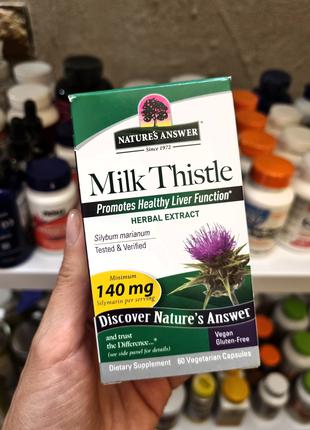 NATURE'S ANSWER
Since 1972
Milk Thistle
Promotes Healthy Liver Function*
HERBAL EXTRACT
Silybum marianum
Tested & Verified
Minimum
140 mg
Silymarin per serving
Discover Nature's Answer
and trust
the Difference...*
(see side panel for details)
Vegan
Gluten-Free
Dietary Supplement
60 Vegetarian Capsules